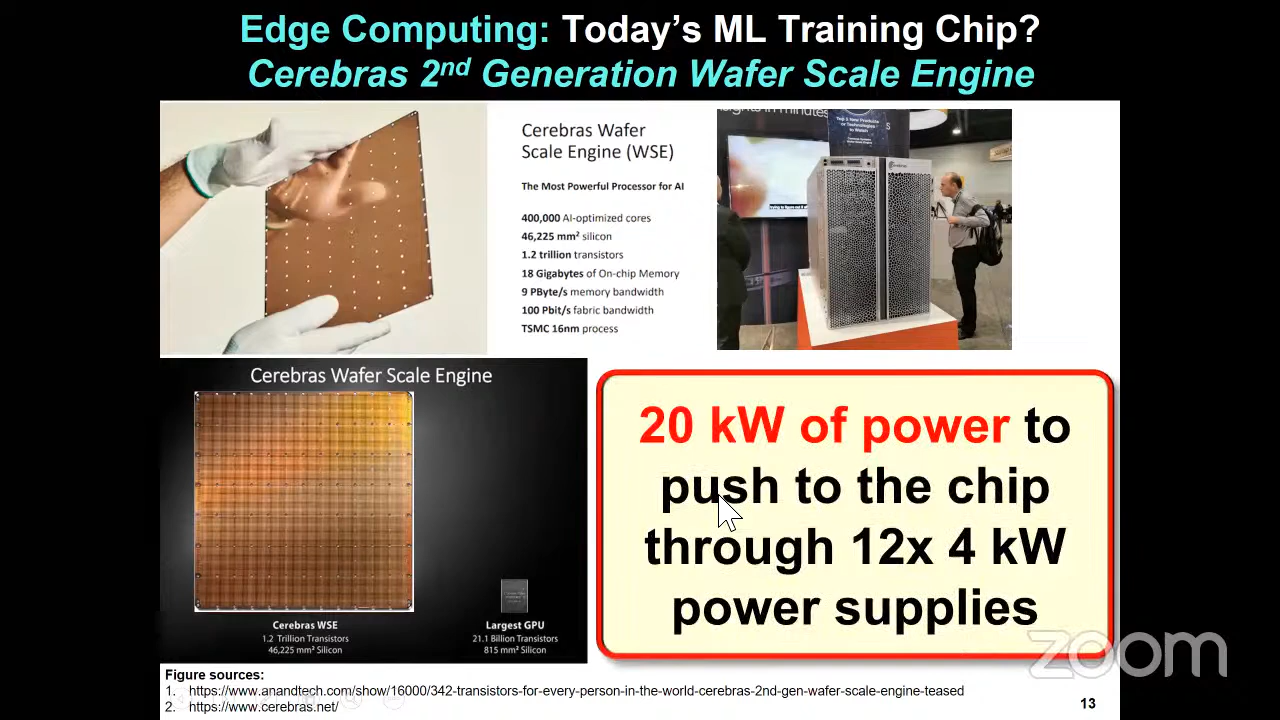 Edge Computing: Today's ML Training Chip?
Cerebras 2nd Generation Wafer Scale Engine
Cerebras Wafer
Scale Engine (WSE)
The Most Powerful Processor for AI
400,000 AI-optimized cores
46,225 mm² silicon
1.2 trillion transistors
18 Gigabytes of On-chip Memory
9 PByte/s memory bandwidth
100 Pbit/s fabric bandwidth
TSMC 16nm process
Cerebras Wafer Scale Engine
Cerebras WSE
1.2 Trillion Transistors
46,225 mm² Silicon
Largest GPU
21.1 Billion Transistors
815 mm² Silicon
20 kW of power to
push to the chip
through 12x 4 kW
power supplies
zoom
Figure sources:
1. https://www.anandtech.com/show/16000/342-transistors-for-every-person-in-the-world-cerebras-2nd-gen-wafer-scale-engine-teased
2. https://www.cerebras.net/
13